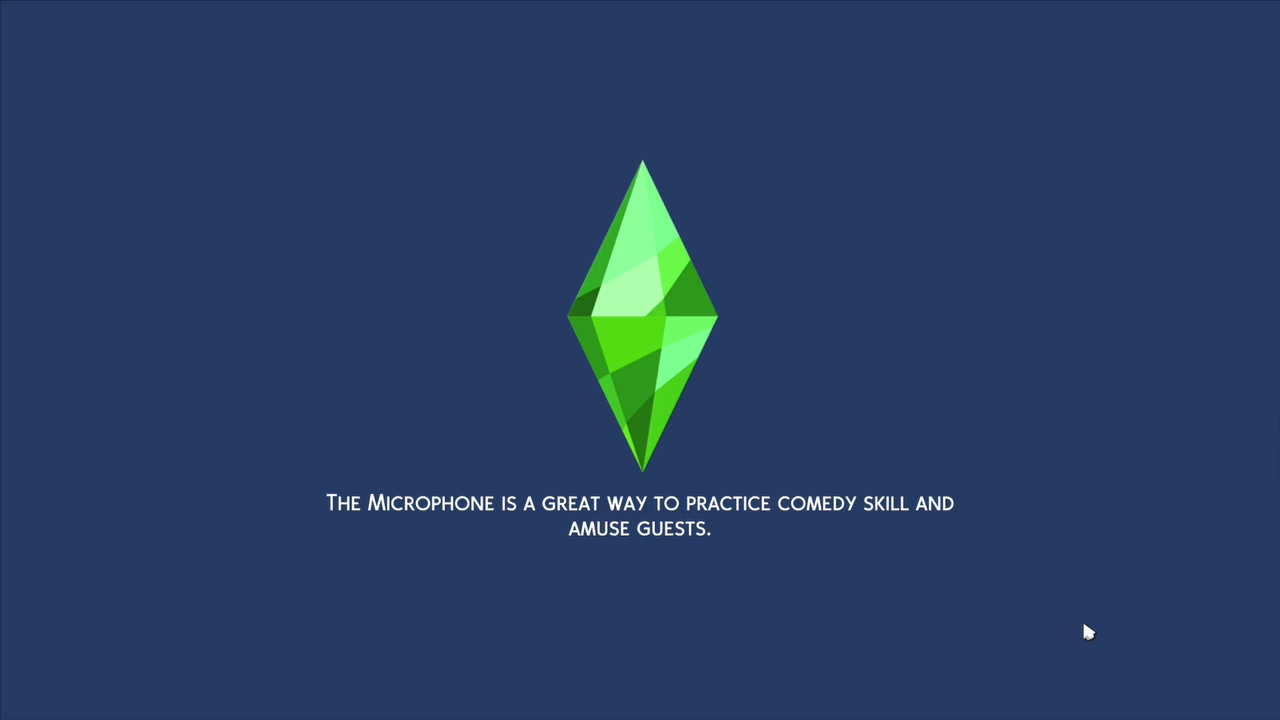 The Microphone is a great way to practice comedy skill and
amuse guests.